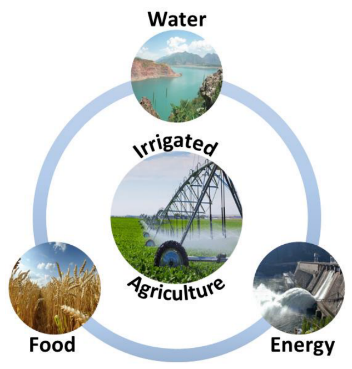 Water
Irrigated
Agriculture
Food
Energy